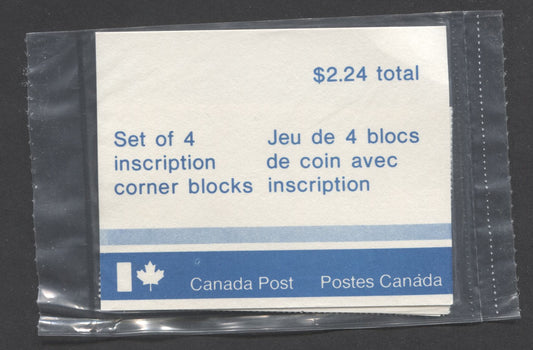 $2.24 total
Set of 4
inscription
corner blocks
Jeu de 4 blocs
de coin avec
inscription
Canada Post Postes Canada